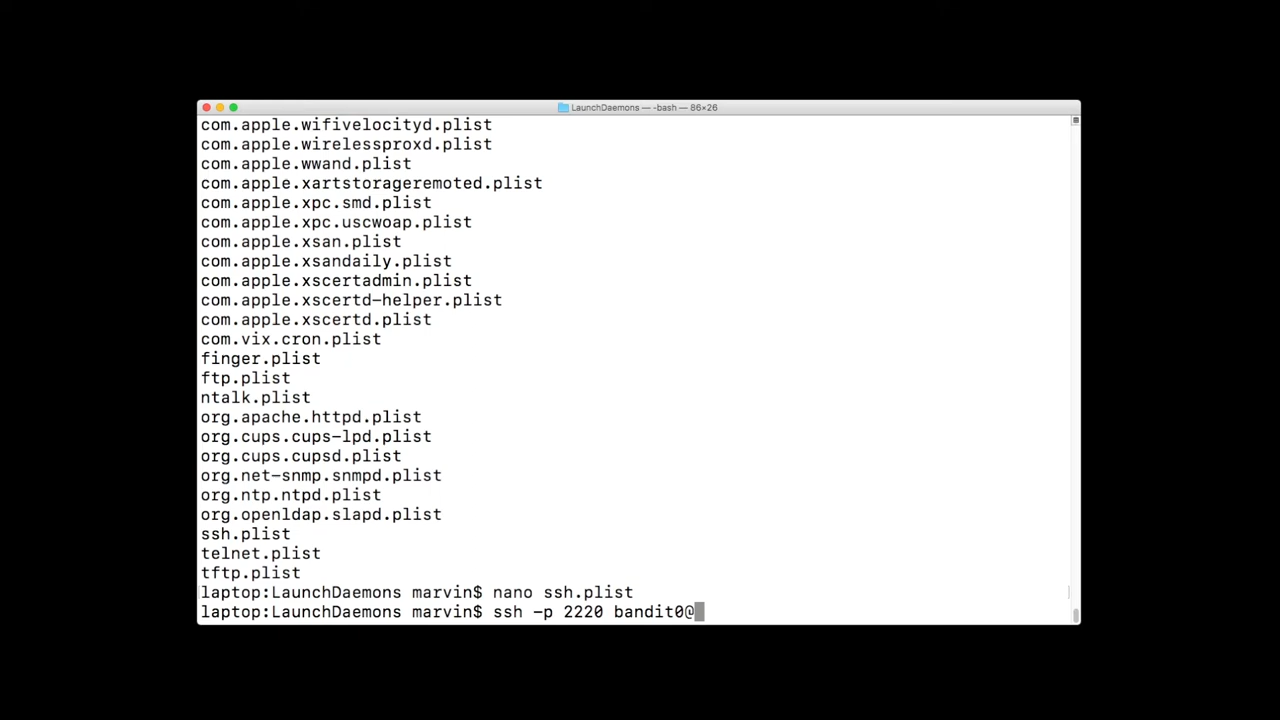 LaunchDaemons — -bash — 86×26
com.apple.wifivelocityd.plist
com.apple.wirelessproxd.plist
com.apple.wwand.plist
com.apple.xartstorageremoted.plist
com.apple.xpc.smd.plist
com.apple.xpc.uscwoap.plist
com.apple.xsan.plist
com.apple.xsandaily.plist
com.apple.xscertadmin.plist
com.apple.xscertd-helper.plist
com.apple.xscertd.plist
com.vix.cron.plist
finger.plist
ftp.plist
ntalk.plist
org.apache.httpd.plist
org.cups.cups-lpd.plist
org.cups.cupsd.plist
org.net-snmp.snmpd.plist
org.ntp.ntpd.plist
org.openldap.slapd.plist
ssh.plist
telnet.plist
tftp.plist
laptop:LaunchDaemons marvin$ nano ssh.plist
laptop:LaunchDaemons marvin$ ssh -p 2220 bandit0@